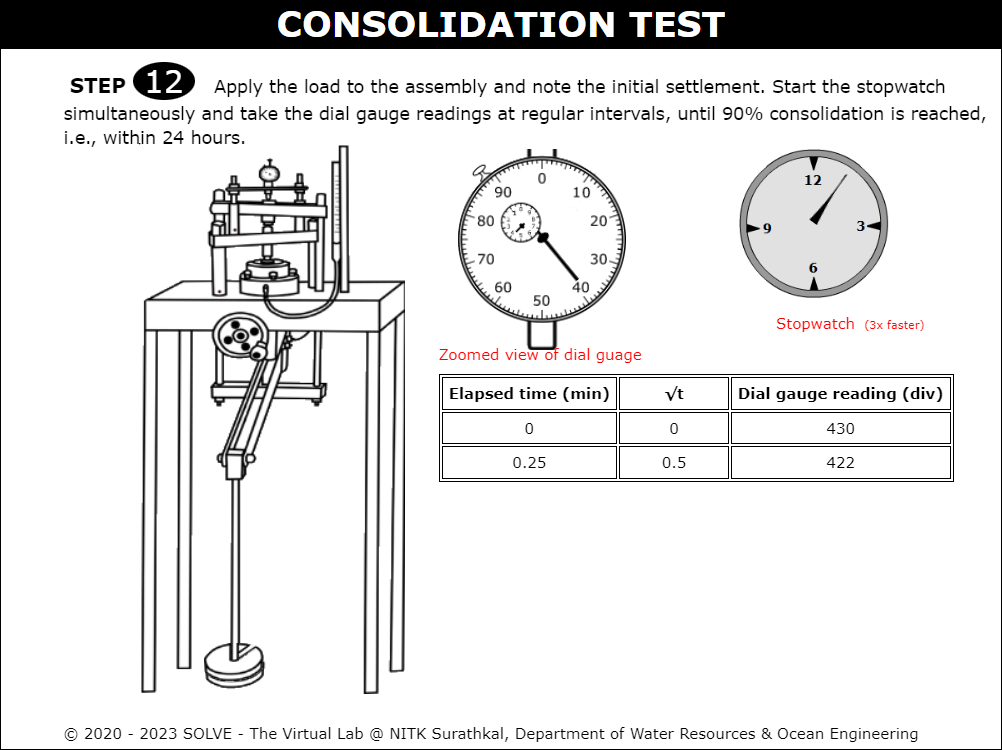 CONSOLIDATION TEST
STEP 12 Apply the load to the assembly and note the initial settlement. Start the stopwatch
simultaneously and take the dial gauge readings at regular intervals, until 90% consolidation is reached,
i.e., within 24 hours.
0
90 10
80 20
70 30
60 40
50
12
9 3
6
Stopwatch (3x faster)
Zoomed view of dial guage
Elapsed time (min) √t Dial gauge reading (div)
0 0 430
0.25 0.5 422
© 2020 - 2023 SOLVE - The Virtual Lab @ NITK Surathkal, Department of Water Resources & Ocean Engineering